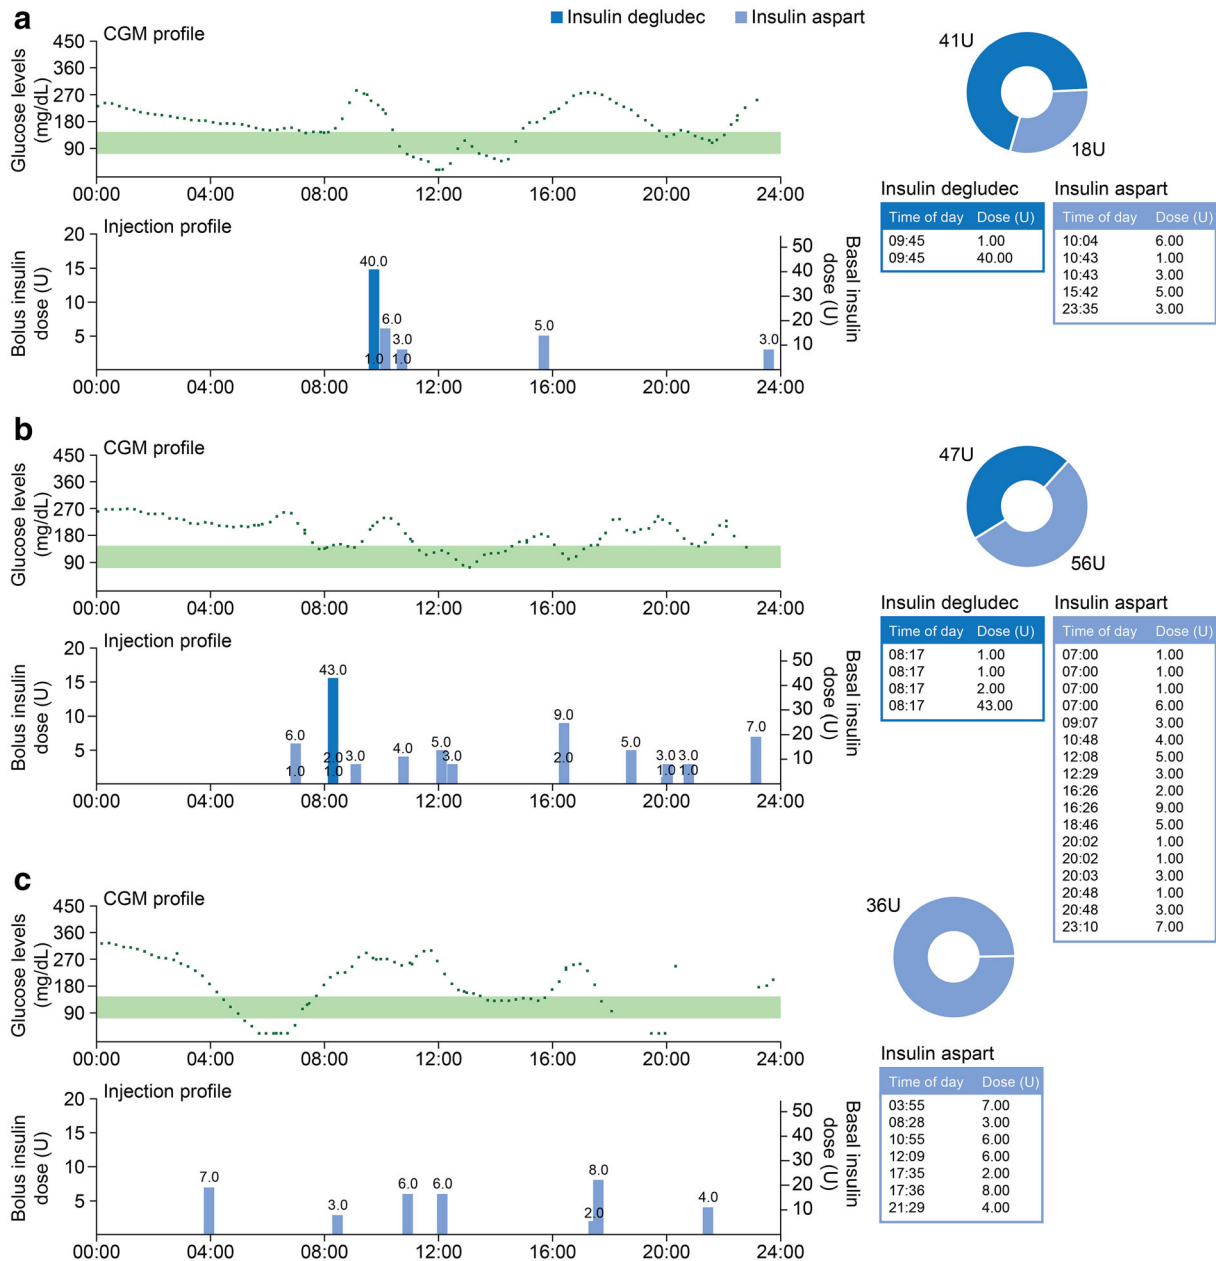 a
Insulin degludec Insulin aspart
CGM profile
Glucose levels
(mg/dL)
450
360
270
180
90
00:00 04:00 08:00 12:00 16:00 20:00 24:00
Injection profile
Bolus insulin
dose (U)
20
15
10
5
40.0
1.0
6.0
3.0
1.0
5.0
3.0
50
40
30
20
10
Basal insulin
dose (U)
00:00 04:00 08:00 12:00 16:00 20:00 24:00
41U
18U
Insulin degludec
Time of day Dose (U)
09:45 1.00
09:45 40.00
Insulin aspart
Time of day Dose (U)
10:04 6.00
10:43 1.00
10:43 3.00
15:42 5.00
23:35 3.00
b
CGM profile
Glucose levels
(mg/dL)
450
360
270
180
90
00:00 04:00 08:00 12:00 16:00 20:00 24:00
Injection profile
Bolus insulin
dose (U)
20
15
10
5
6.0
1.0
43.0
2.0
1.0
3.0
4.0
5.0
3.0
9.0
2.0
5.0
3.0
1.0
3.0
1.0
7.0
50
40
30
20
10
Basal insulin
dose (U)
00:00 04:00 08:00 12:00 16:00 20:00 24:00
47U
56U
Insulin degludec
Time of day Dose (U)
08:17 1.00
08:17 1.00
08:17 2.00
08:17 43.00
Insulin aspart
Time of day Dose (U)
07:00 1.00
07:00 1.00
07:00 1.00
07:00 6.00
09:07 3.00
10:48 4.00
12:08 5.00
12:29 3.00
16:26 2.00
16:26 9.00
18:46 5.00
20:02 1.00
20:02 1.00
20:03 3.00
20:48 1.00
20:48 3.00
23:10 7.00
c
CGM profile
Glucose levels
(mg/dL)
450
360
270
180
90
00:00 04:00 08:00 12:00 16:00 20:00 24:00
Injection profile
Bolus insulin
dose (U)
20
15
10
5
7.0
3.0
6.0
6.0
2.0
8.0
4.0
50
40
30
20
10
Basal insulin
dose (U)
00:00 04:00 08:00 12:00 16:00 20:00 24:00
36U
Insulin aspart
Time of day Dose (U)
03:55 7.00
08:28 3.00
10:55 6.00
12:09 6.00
17:35 2.00
17:36 8.00
21:29 4.00